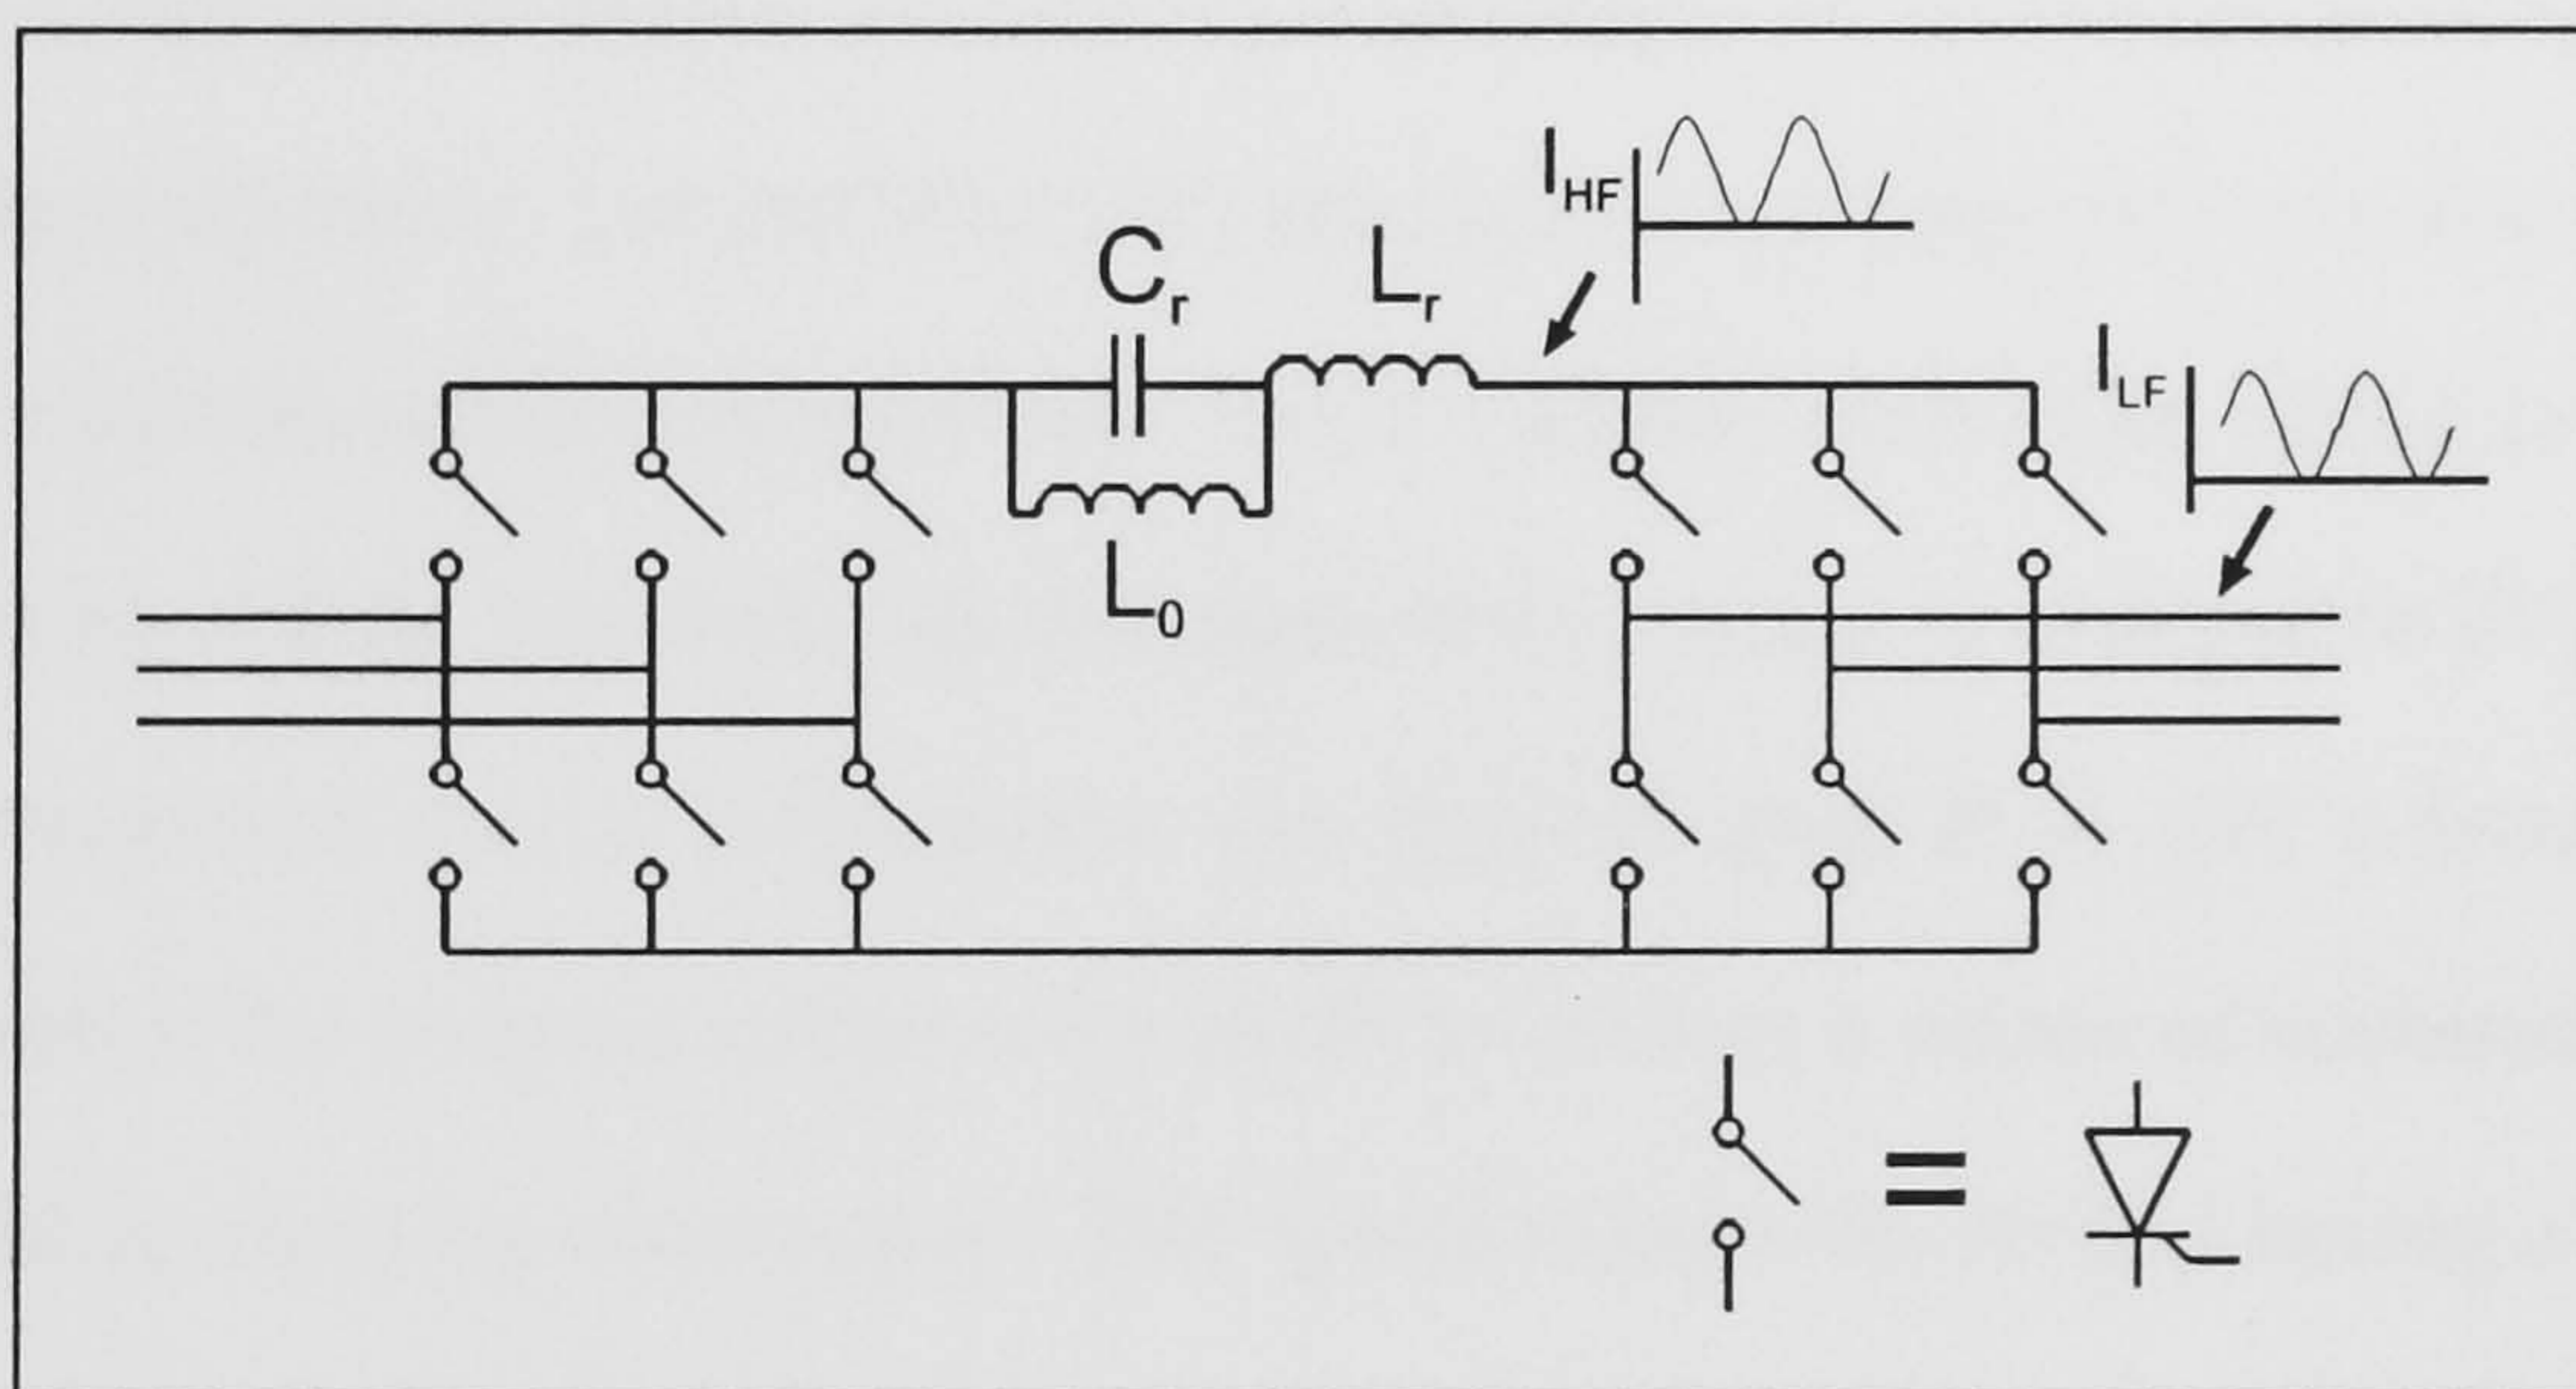 I_HF
C_r
L_r
I_LF
L_0
=